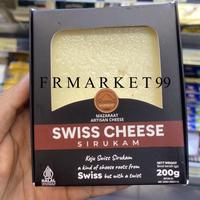 FRMARKET99
MAZARAAT
ARTISAN CHEESE
SWISS CHEESE
SIRUKAM
Keju Swiss Sirukam
a kind of cheese roots from
Swiss but with a twist
NETT WEIGHT
200g
HALAL